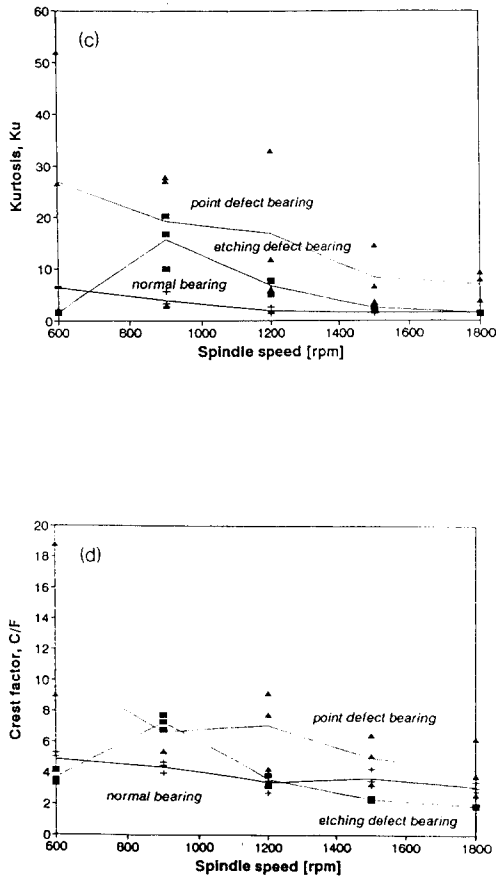 (c)
Kurtosis, Ku
60
50
40
30
20
10
0
point defect bearing
etching defect bearing
normal bearing
600 800 1000 1200 1400 1600 1800
Spindle speed [rpm]
(d)
Crest factor, C/F
20
18
16
14
12
10
8
6
4
2
0
point defect bearing
normal bearing
etching defect bearing
600 800 1000 1200 1400 1600 1800
Spindle speed [rpm]